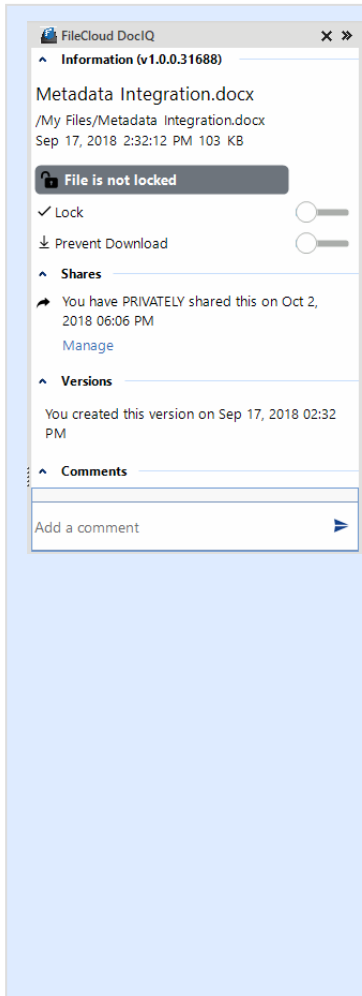 FileCloud DocIQ
Information (v1.0.0.31688)
Metadata Integration.docx
/My Files/Metadata Integration.docx
Sep 17, 2018 2:32:12 PM 103 KB
File is not locked
Lock
Prevent Download
Shares
You have PRIVATELY shared this on Oct 2,
2018 06:06 PM
Manage
Versions
You created this version on Sep 17, 2018 02:32
PM
Comments
Add a comment